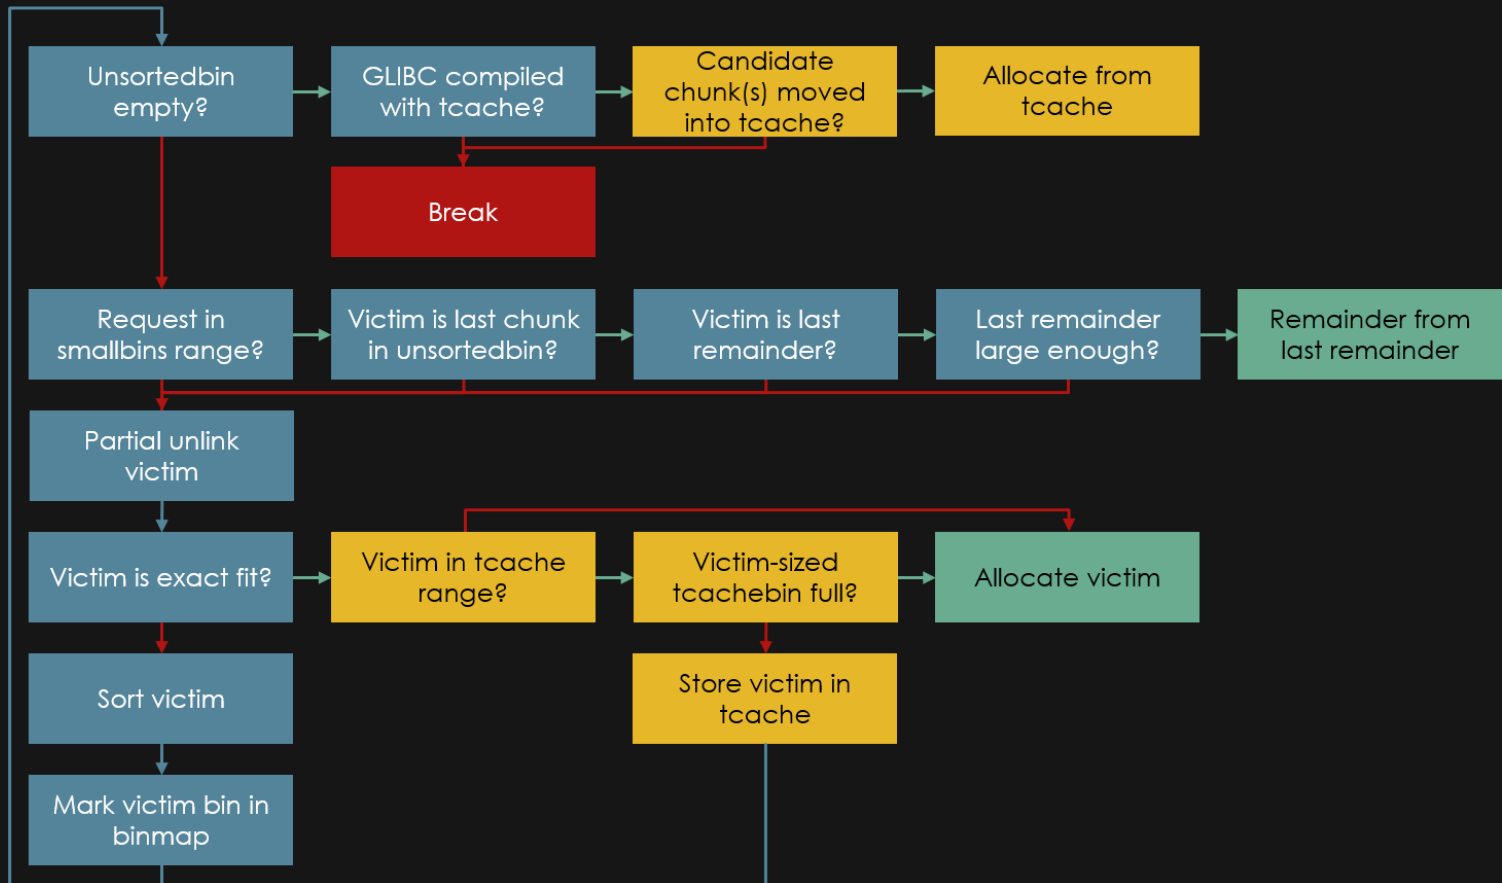 Unsortedbin
empty?
GLIBC compiled
with tcache?
Candidate
chunk(s) moved
into tcache?
Allocate from
tcache
Break
Request in
smallbins range?
Victim is last chunk
in unsortedbin?
Victim is last
remainder?
Last remainder
large enough?
Remainder from
last remainder
Partial unlink
victim
Victim is exact fit?
Victim in tcache
range?
Victim-sized
tcachebin full?
Allocate victim
Sort victim
Store victim in
tcache
Mark victim bin in
binmap